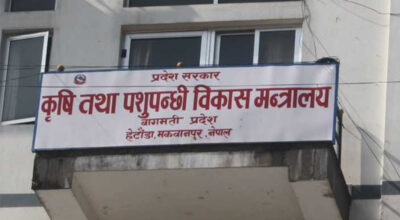 प्रदेश सरकार
कृषि तथा पशुपन्छी विकास मन्त्रालय
बागमती प्रदेश
हेटौंडा, मकवानपुर, नेपाल